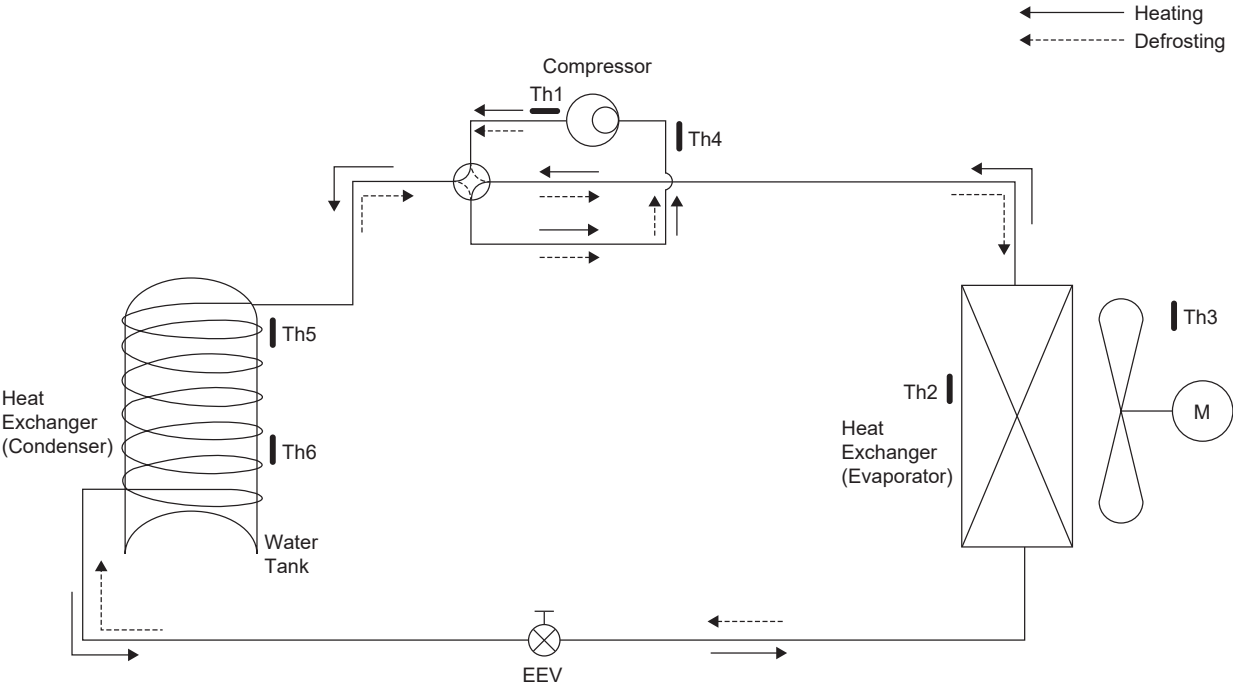 Heating
Defrosting
Compressor
Th1
Th4
Th5
Th3
Th2
Heat
Exchanger
(Condenser)
M
Heat
Exchanger
(Evaporator)
Th6
Water
Tank
EEV